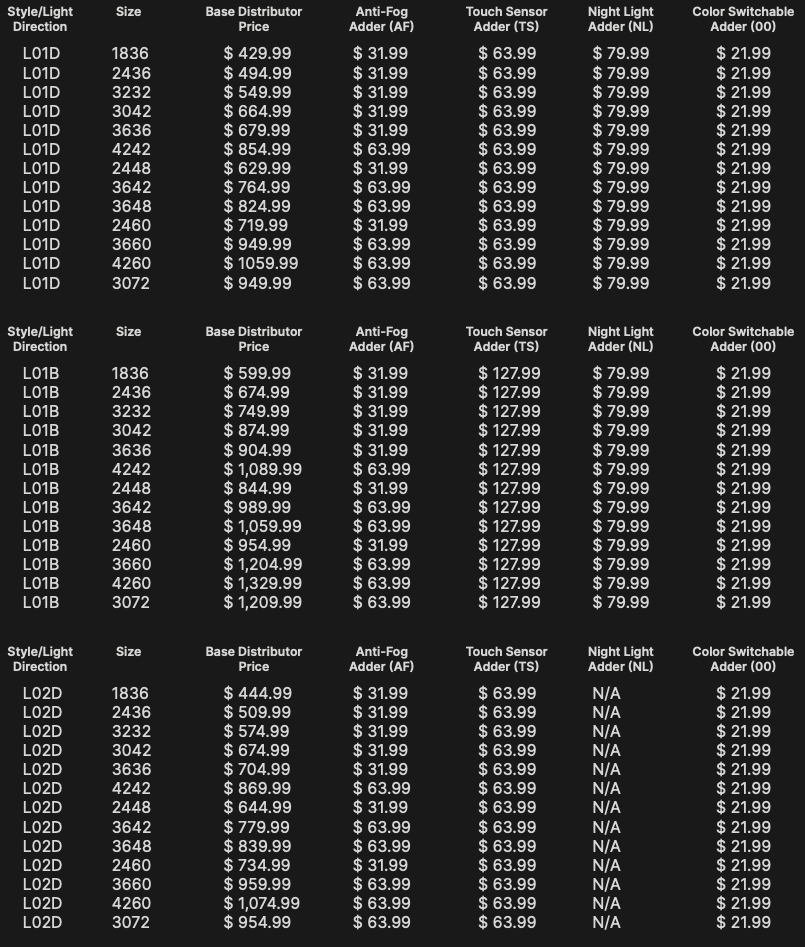 Style/Light Direction Size Base Distributor Price Anti-Fog Adder (AF) Touch Sensor Adder (TS) Night Light Adder (NL) Color Switchable Adder (00)
L01D 1836 $ 429.99 $ 31.99 $ 63.99 $ 79.99 $ 21.99
L01D 2436 $ 494.99 $ 31.99 $ 63.99 $ 79.99 $ 21.99
L01D 3232 $ 549.99 $ 31.99 $ 63.99 $ 79.99 $ 21.99
L01D 3042 $ 664.99 $ 31.99 $ 63.99 $ 79.99 $ 21.99
L01D 3636 $ 679.99 $ 31.99 $ 63.99 $ 79.99 $ 21.99
L01D 4242 $ 854.99 $ 63.99 $ 63.99 $ 79.99 $ 21.99
L01D 2448 $ 629.99 $ 31.99 $ 63.99 $ 79.99 $ 21.99
L01D 3642 $ 764.99 $ 63.99 $ 63.99 $ 79.99 $ 21.99
L01D 3648 $ 824.99 $ 63.99 $ 63.99 $ 79.99 $ 21.99
L01D 2460 $ 719.99 $ 31.99 $ 63.99 $ 79.99 $ 21.99
L01D 3660 $ 949.99 $ 63.99 $ 63.99 $ 79.99 $ 21.99
L01D 4260 $ 1059.99 $ 63.99 $ 63.99 $ 79.99 $ 21.99
L01D 3072 $ 949.99 $ 63.99 $ 63.99 $ 79.99 $ 21.99
Style/Light Direction Size Base Distributor Price Anti-Fog Adder (AF) Touch Sensor Adder (TS) Night Light Adder (NL) Color Switchable Adder (00)
L01B 1836 $ 599.99 $ 31.99 $ 127.99 $ 79.99 $ 21.99
L01B 2436 $ 674.99 $ 31.99 $ 127.99 $ 79.99 $ 21.99
L01B 3232 $ 749.99 $ 31.99 $ 127.99 $ 79.99 $ 21.99
L01B 3042 $ 874.99 $ 31.99 $ 127.99 $ 79.99 $ 21.99
L01B 3636 $ 904.99 $ 31.99 $ 127.99 $ 79.99 $ 21.99
L01B 4242 $ 1,089.99 $ 63.99 $ 127.99 $ 79.99 $ 21.99
L01B 2448 $ 844.99 $ 31.99 $ 127.99 $ 79.99 $ 21.99
L01B 3642 $ 989.99 $ 63.99 $ 127.99 $ 79.99 $ 21.99
L01B 3648 $ 1,059.99 $ 63.99 $ 127.99 $ 79.99 $ 21.99
L01B 2460 $ 954.99 $ 31.99 $ 127.99 $ 79.99 $ 21.99
L01B 3660 $ 1,204.99 $ 63.99 $ 127.99 $ 79.99 $ 21.99
L01B 4260 $ 1,329.99 $ 63.99 $ 127.99 $ 79.99 $ 21.99
L01B 3072 $ 1,209.99 $ 63.99 $ 127.99 $ 79.99 $ 21.99
Style/Light Direction Size Base Distributor Price Anti-Fog Adder (AF) Touch Sensor Adder (TS) Night Light Adder (NL) Color Switchable Adder (00)
L02D 1836 $ 444.99 $ 31.99 $ 63.99 N/A $ 21.99
L02D 2436 $ 509.99 $ 31.99 $ 63.99 N/A $ 21.99
L02D 3232 $ 574.99 $ 31.99 $ 63.99 N/A $ 21.99
L02D 3042 $ 674.99 $ 31.99 $ 63.99 N/A $ 21.99
L02D 3636 $ 704.99 $ 31.99 $ 63.99 N/A $ 21.99
L02D 4242 $ 869.99 $ 63.99 $ 63.99 N/A $ 21.99
L02D 2448 $ 644.99 $ 31.99 $ 63.99 N/A $ 21.99
L02D 3642 $ 779.99 $ 63.99 $ 63.99 N/A $ 21.99
L02D 3648 $ 839.99 $ 63.99 $ 63.99 N/A $ 21.99
L02D 2460 $ 734.99 $ 31.99 $ 63.99 N/A $ 21.99
L02D 3660 $ 959.99 $ 63.99 $ 63.99 N/A $ 21.99
L02D 4260 $ 1,074.99 $ 63.99 $ 63.99 N/A $ 21.99
L02D 3072 $ 954.99 $ 63.99 $ 63.99 N/A $ 21.99